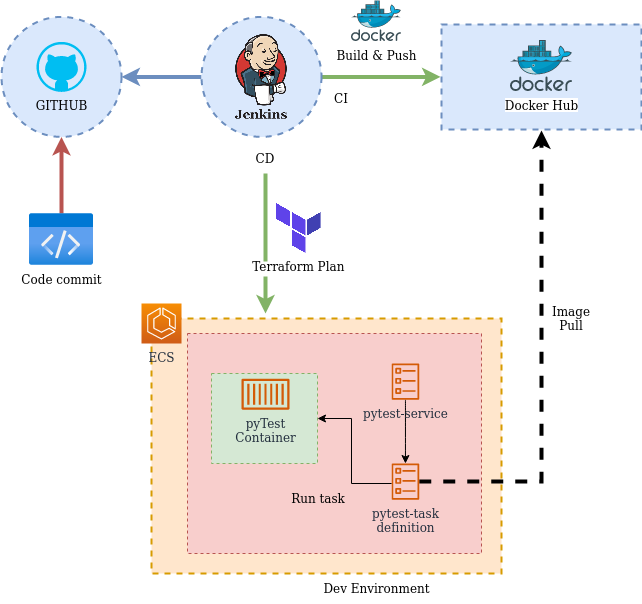 docker
Build & Push
GITHUB
Jenkins
CI
docker
Docker Hub
CD
Code commit
Terraform Plan
Image
Pull
ECS
pyTest
Container
pytest-service
Run task
pytest-task
definition
Dev Environment